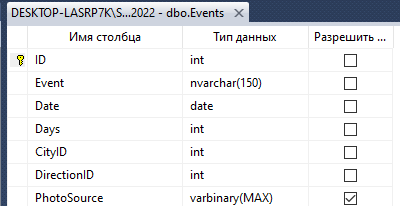 DESKTOP-LASRP7K\S...2022 - dbo.Events
Имя столбца Тип данных Разрешить ...
ID int
Event nvarchar(150)
Date date
Days int
CityID int
DirectionID int
PhotoSource varbinary(MAX)